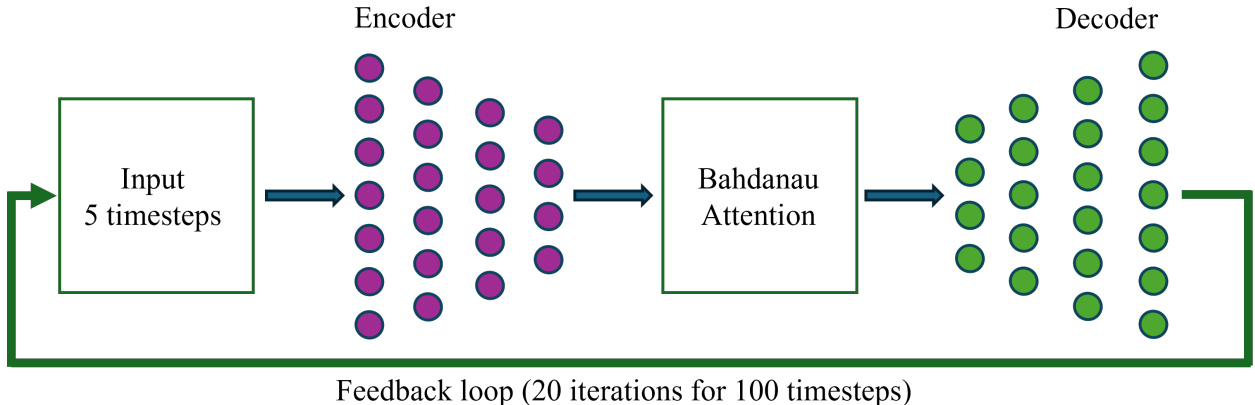 Encoder
Decoder
Input
5 timesteps
Bahdanau
Attention
Feedback loop (20 iterations for 100 timesteps)